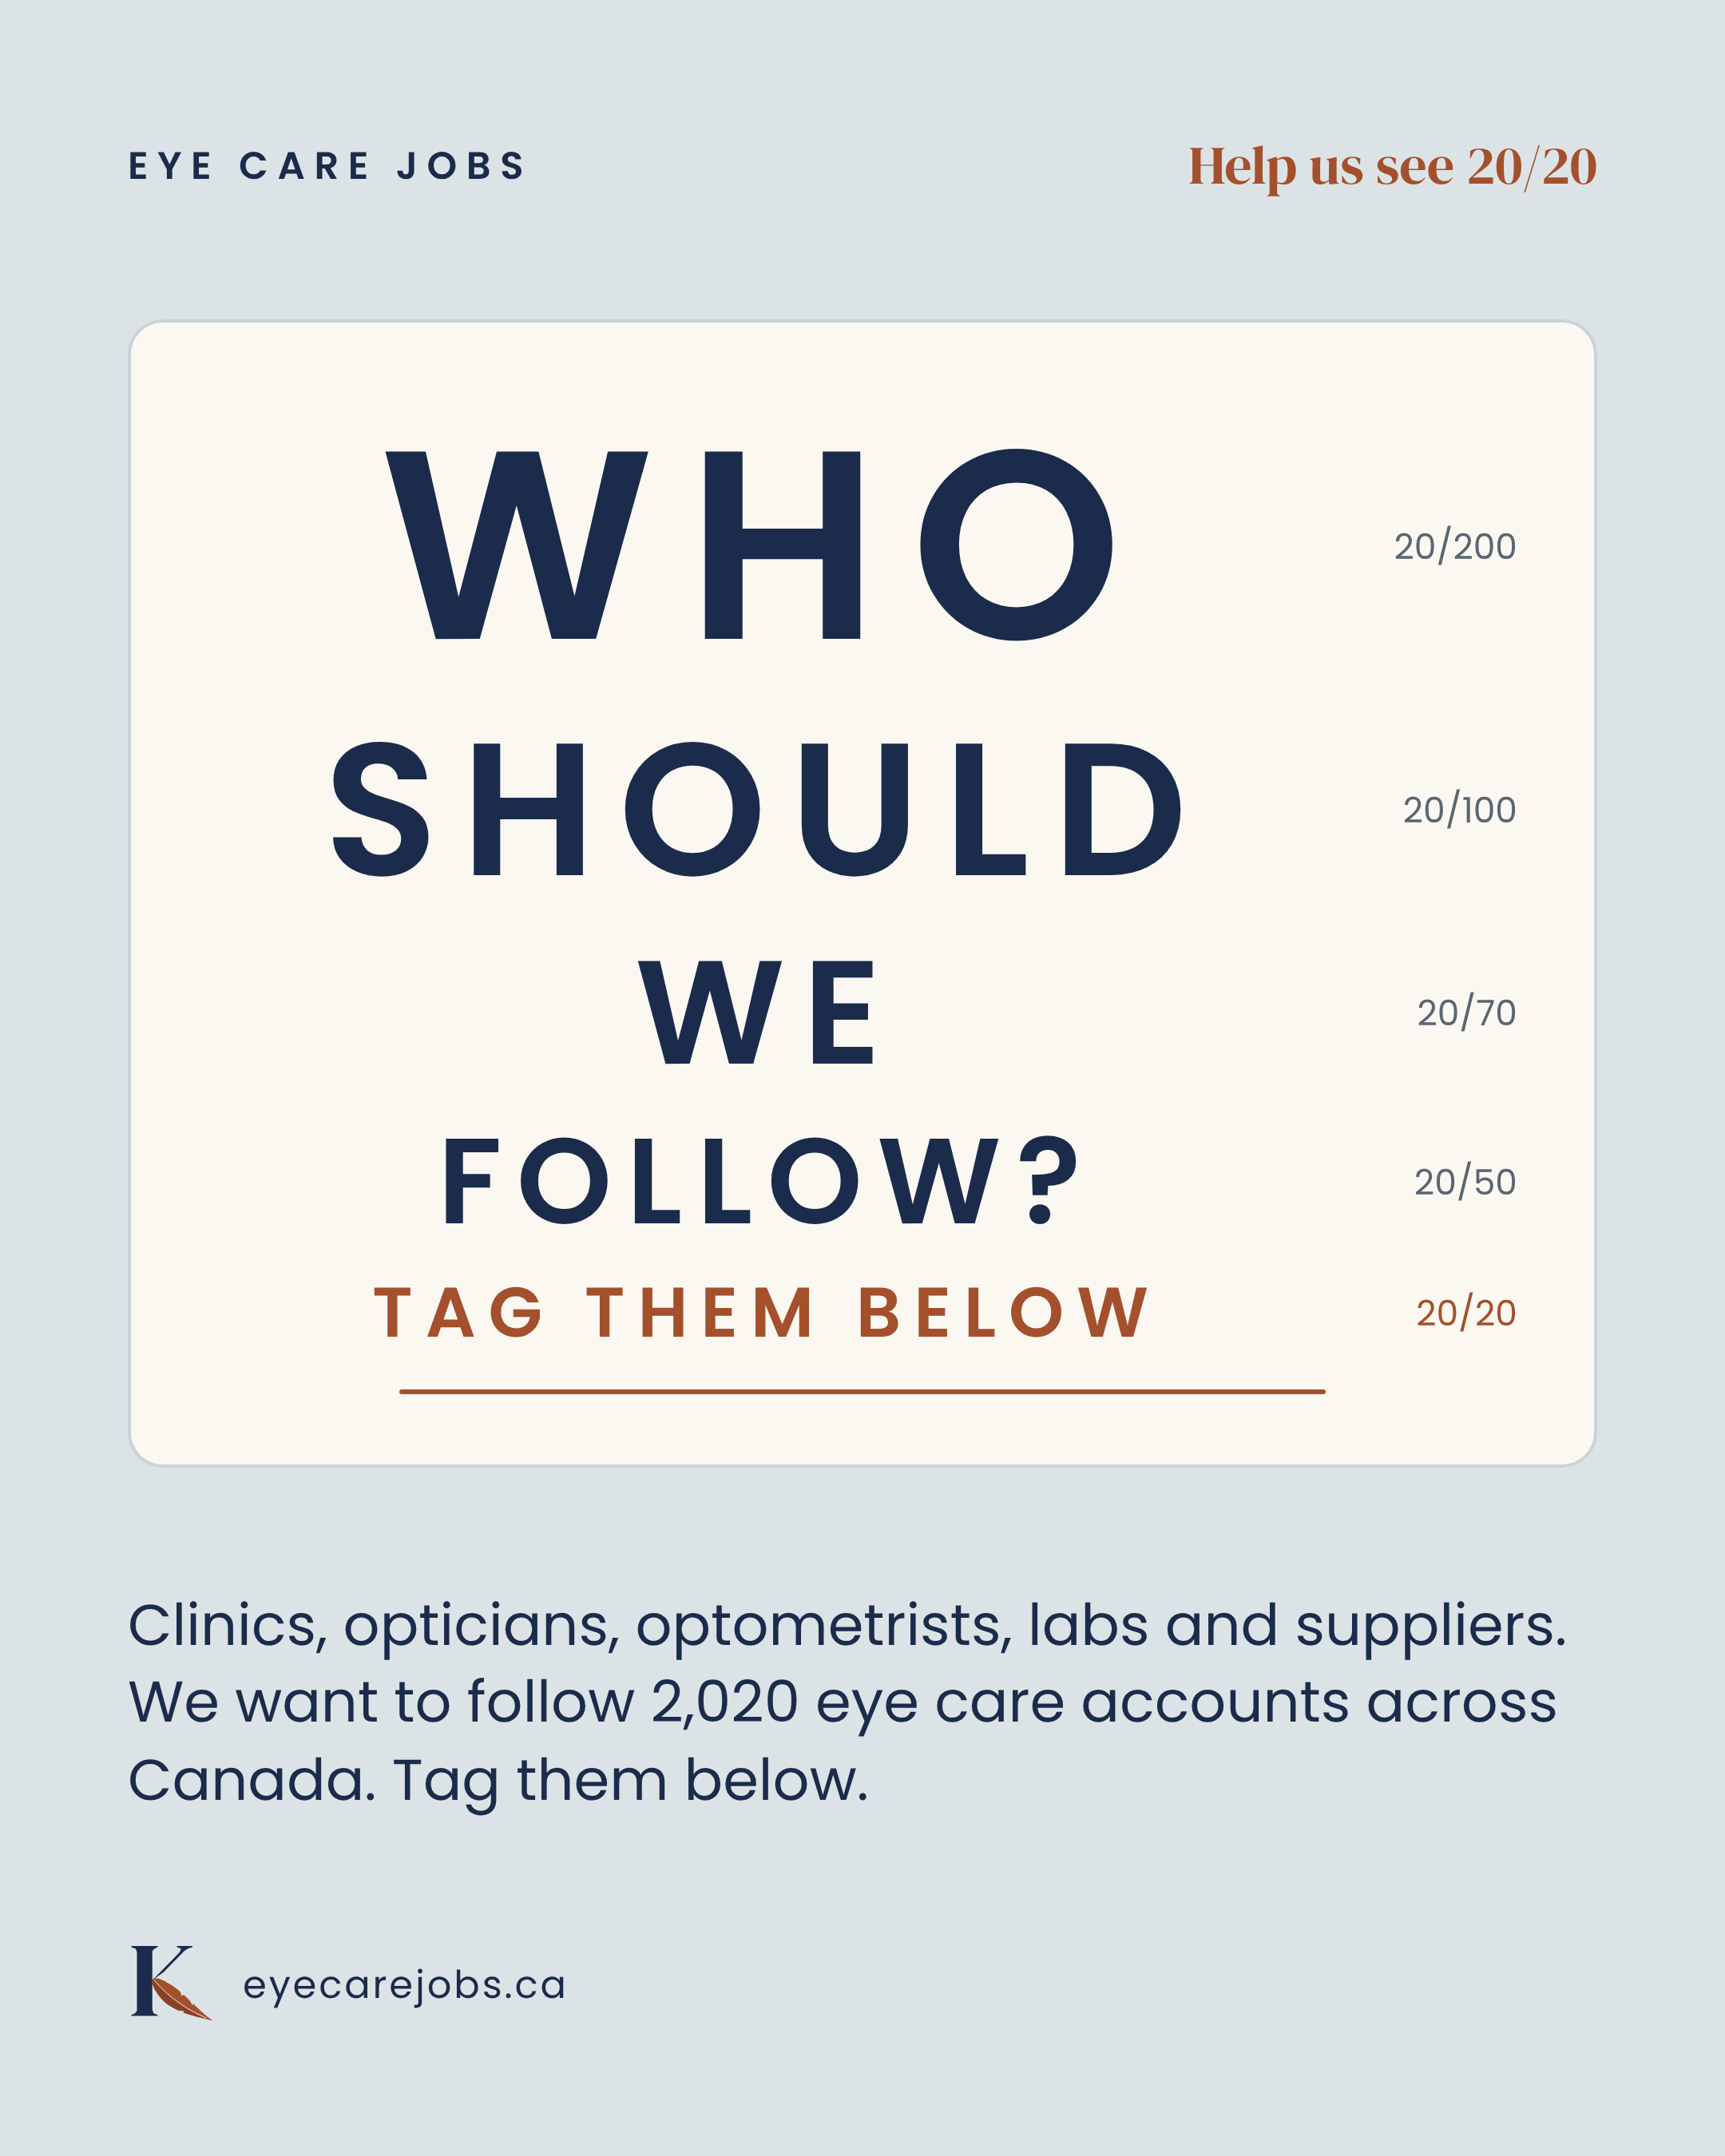 EYE CARE JOBS
Help us see 20/20
WHO 20/200
SHOULD 20/100
WE 20/70
FOLLOW? 20/50
TAG THEM BELOW 20/20
Clinics, opticians, optometrists, labs and suppliers.
We want to follow 2,020 eye care accounts across
Canada. Tag them below.
K eyecarejobs.ca